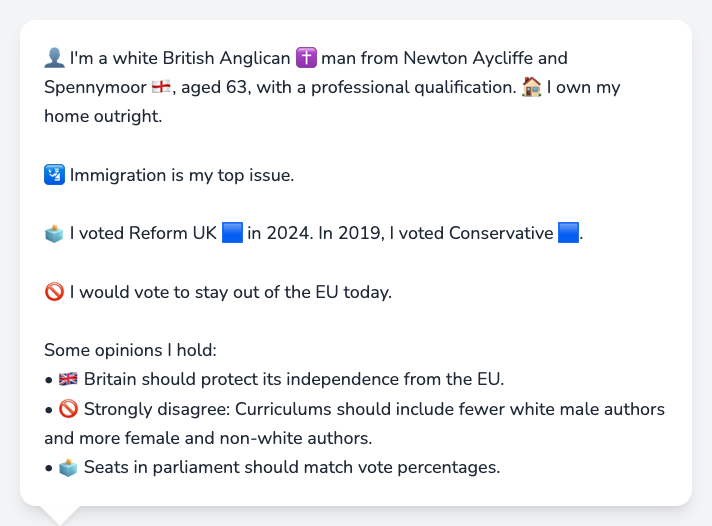 👤 I'm a white British Anglican ✝️ man from Newton Aycliffe and
Spennymoor 🏴󠁧󠁢󠁥󠁮󠁧󠁿, aged 63, with a professional qualification. 🏠 I own my
home outright.
🛂 Immigration is my top issue.
🗳️ I voted Reform UK 🟦 in 2024. In 2019, I voted Conservative 🟦.
🚫 I would vote to stay out of the EU today.
Some opinions I hold:
• 🇬🇧 Britain should protect its independence from the EU.
• 🚫 Strongly disagree: Curriculums should include fewer white male authors
and more female and non-white authors.
• 🗳️ Seats in parliament should match vote percentages.